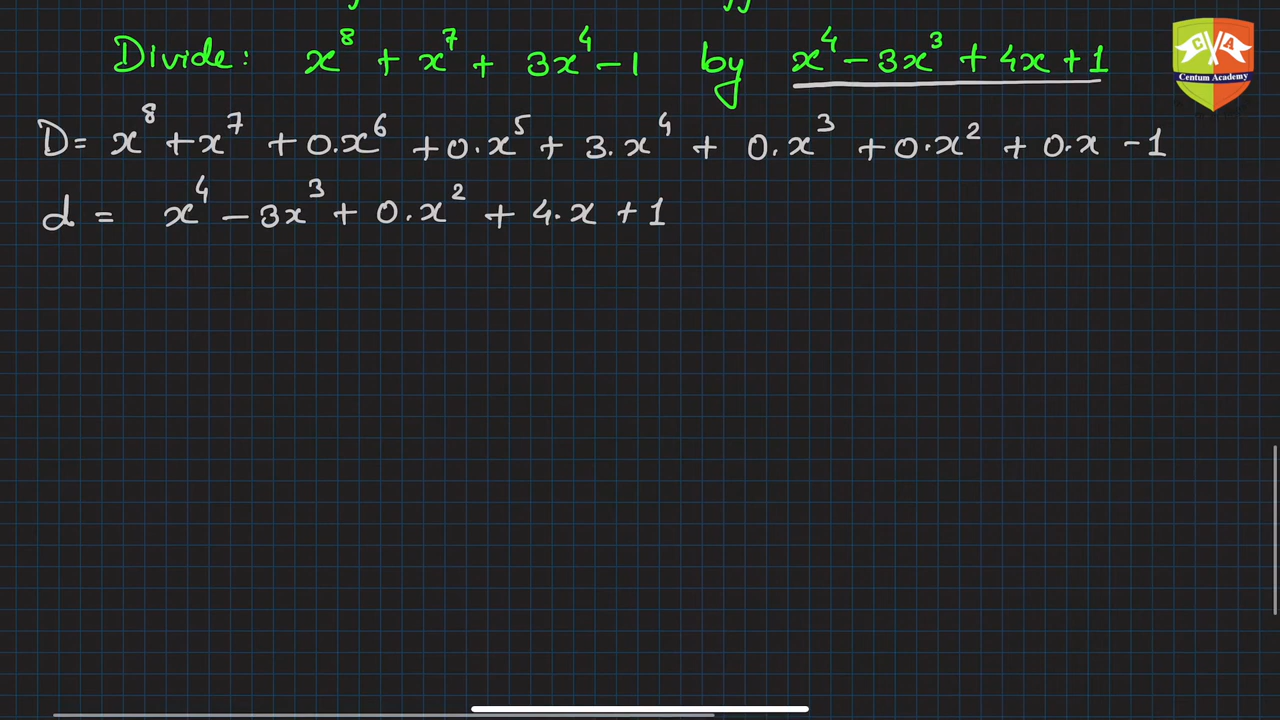 Divide: x⁸ + x⁷ + 3x⁴ - 1 by x⁴ - 3x³ + 4x + 1
CVA
Centum Academy
D = x⁸ + x⁷ + 0.x⁶ + 0.x⁵ + 3.x⁴ + 0.x³ + 0.x² + 0.x - 1
d = x⁴ - 3x³ + 0.x² + 4.x + 1